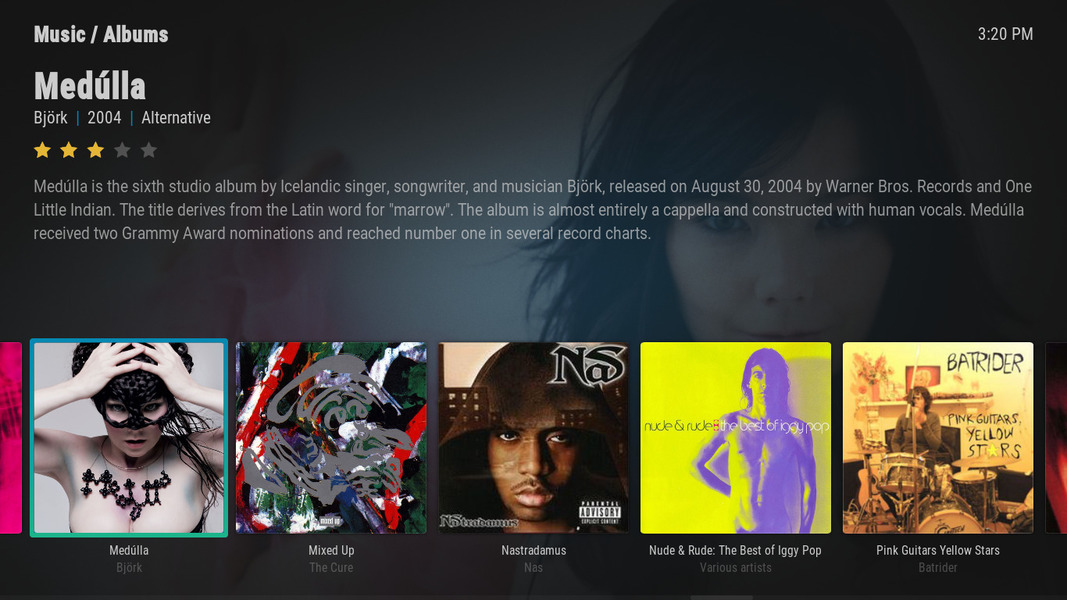 Music / Albums
3:20 PM
Medúlla
Björk | 2004 | Alternative
Medúlla is the sixth studio album by Icelandic singer, songwriter, and musician Björk, released on August 30, 2004 by Warner Bros. Records and One
Little Indian. The title derives from the Latin word for "marrow". The album is almost entirely a cappella and constructed with human vocals. Medúlla
received two Grammy Award nominations and reached number one in several record charts.
mixed up
NAS
Nastradamus
PARENTAL
ADVISORY
EXPLICIT CONTENT
nude & rude: the best of iggy pop
BATRIDER
PINK GUITARS,
YELLOW
STARS
Medúlla
Björk
Mixed Up
The Cure
Nastradamus
Nas
Nude & Rude: The Best of Iggy Pop
Various artists
Pink Guitars Yellow Stars
Batrider